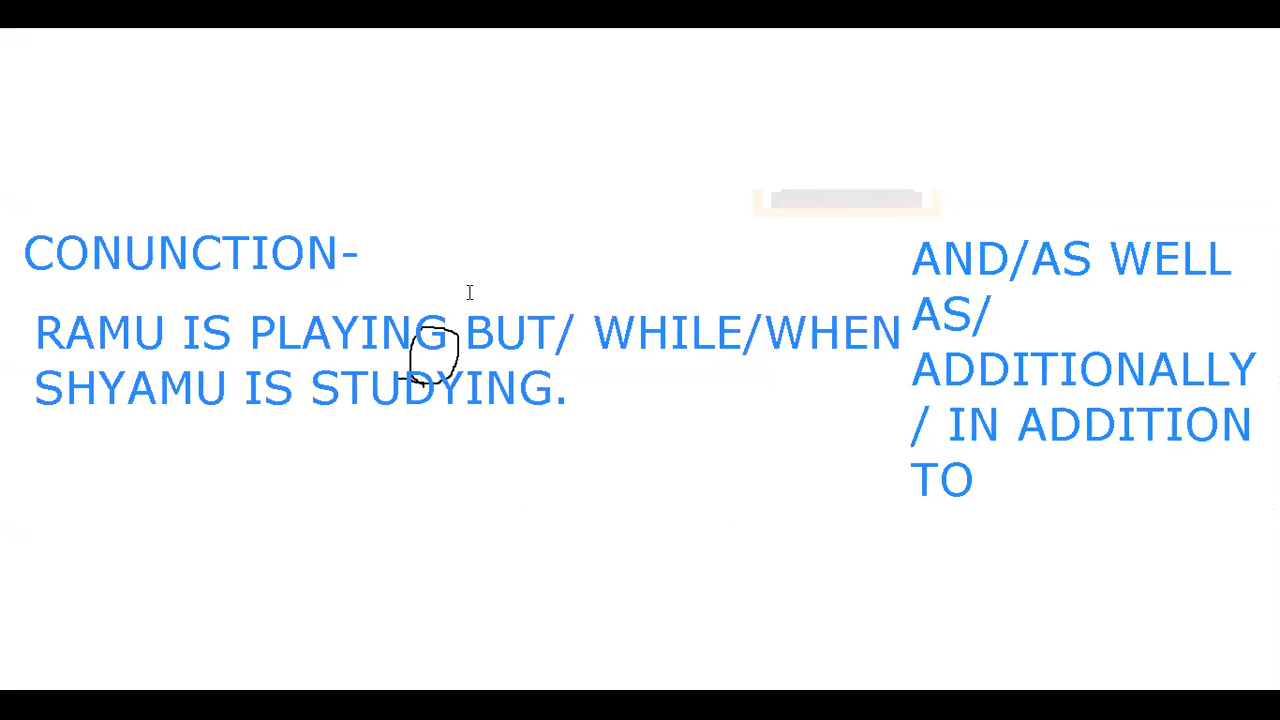 CONUNCTION-
RAMU IS PLAYING BUT/ WHILE/WHEN
SHYAMU IS STUDYING.
AND/AS WELL
AS/
ADDITIONALLY
/ IN ADDITION
TO